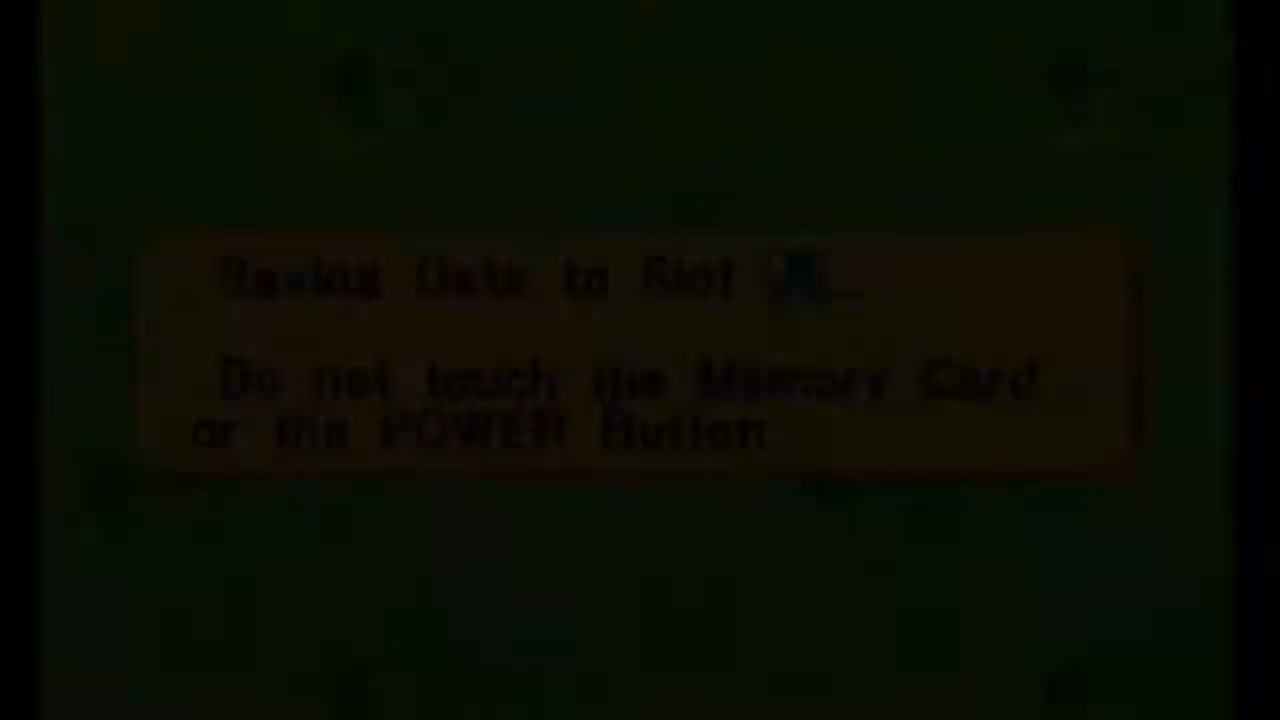 Saving Data to Slot A...
Do not touch the Memory Card
or the POWER Button